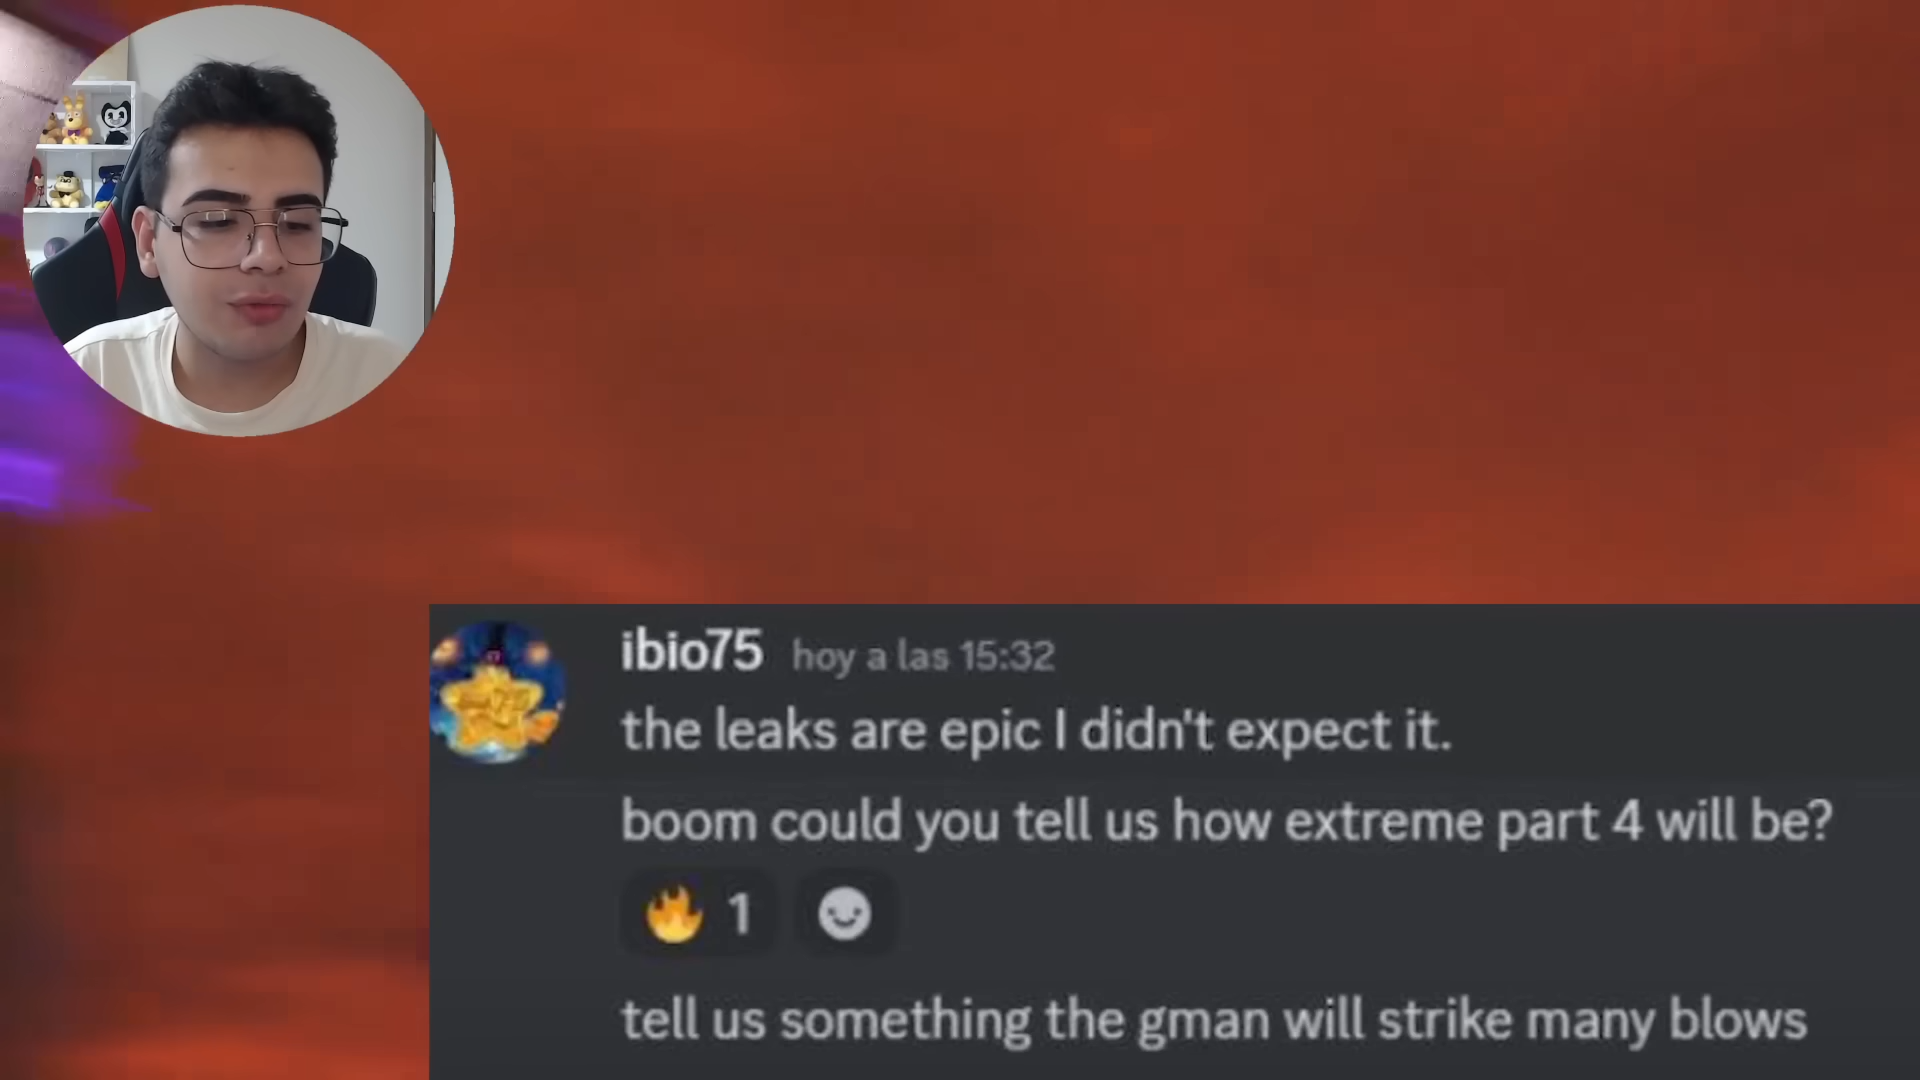 ibio75 hoy a las 15:32
the leaks are epic I didn't expect it.
boom could you tell us how extreme part 4 will be?
🔥 1
tell us something the gman will strike many blows